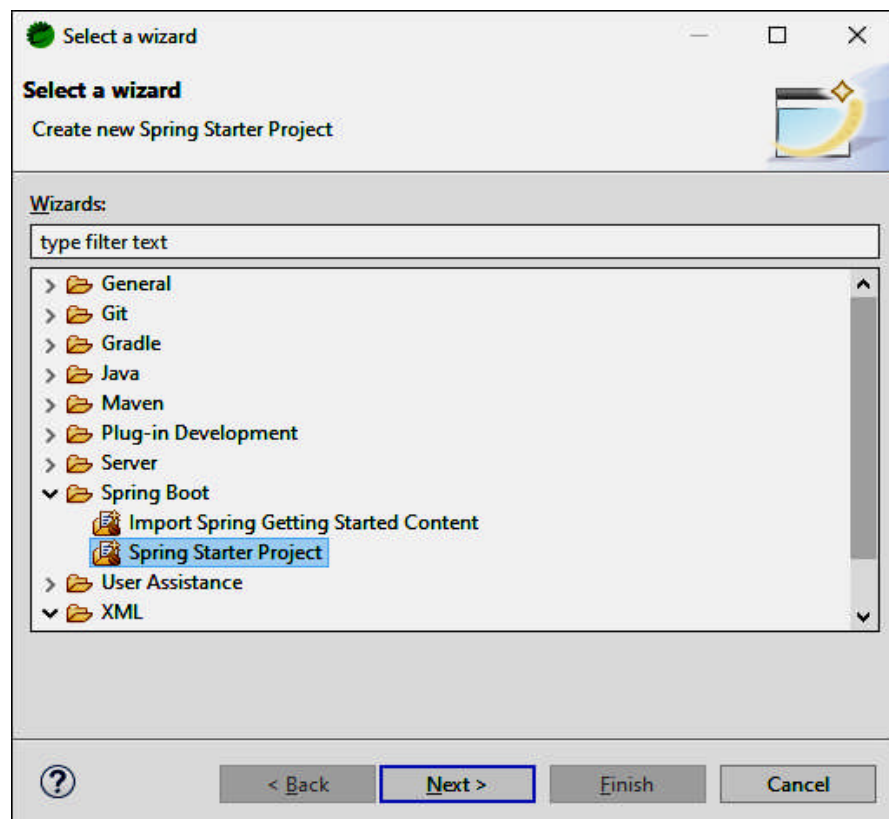 Select a wizard
Select a wizard
Create new Spring Starter Project
Wizards:
type filter text
General
Git
Gradle
Java
Maven
Plug-in Development
Server
Spring Boot
Import Spring Getting Started Content
Spring Starter Project
User Assistance
XML
? < Back Next > Finish Cancel